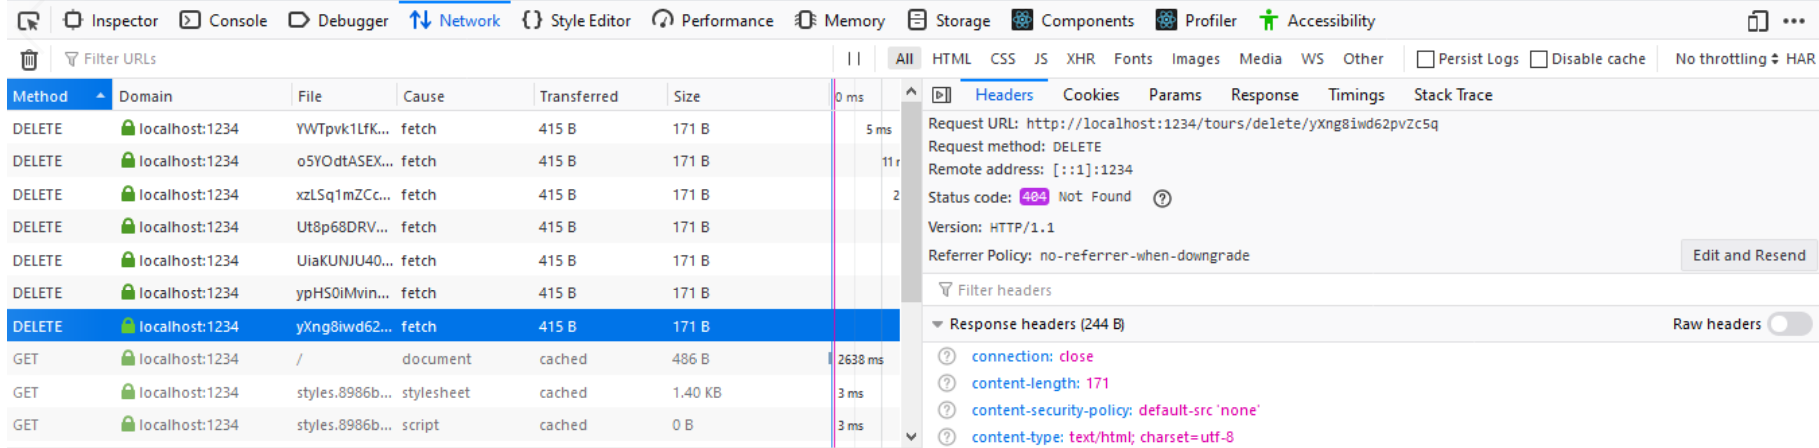 Inspector Console Debugger Network Style Editor Performance Memory Storage Components Profiler Accessibility
Filter URLs All HTML CSS JS XHR Fonts Images Media WS Other Persist Logs Disable cache No throttling HAR
Method Domain File Cause Transferred Size 0 ms
DELETE localhost:1234 YWTpvk1LfK... fetch 415 B 171 B 5 ms
DELETE localhost:1234 o5YOdtASEX... fetch 415 B 171 B 11
DELETE localhost:1234 xzLSq1mZCc... fetch 415 B 171 B 2
DELETE localhost:1234 Ut8p68DRV... fetch 415 B 171 B
DELETE localhost:1234 UiaKUNJU40... fetch 415 B 171 B
DELETE localhost:1234 ypHS0iMvin... fetch 415 B 171 B
DELETE localhost:1234 yXng8iwd62... fetch 415 B 171 B
GET localhost:1234 / document cached 486 B 2638 ms
GET localhost:1234 styles.8986b... stylesheet cached 1.40 KB 3 ms
GET localhost:1234 styles.8986b... script cached 0 B 3 ms
Headers Cookies Params Response Timings Stack Trace
Request URL: http://localhost:1234/tours/delete/yXng8iwd62pvZc5q
Request method: DELETE
Remote address: [::1]:1234
Status code: 404 Not Found ?
Version: HTTP/1.1
Referrer Policy: no-referrer-when-downgrade Edit and Resend
Filter headers
Response headers (244 B) Raw headers
? connection: close
? content-length: 171
? content-security-policy: default-src 'none'
? content-type: text/html; charset=utf-8